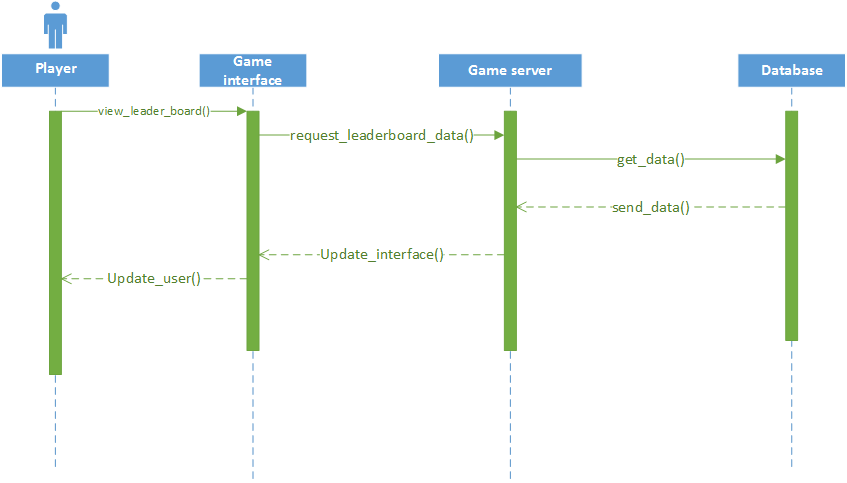 Player
Game
interface
Game server
Database
view_leader_board()
request_leaderboard_data()
get_data()
send_data()
Update_interface()
Update_user()